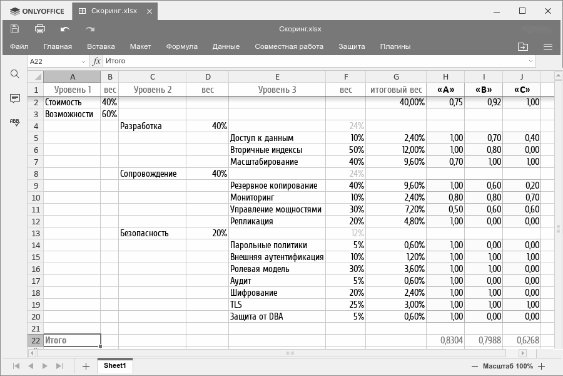 ONLYOFFICE Скоринг.xlsx
Скоринг.xlsx
Файл Главная Вставка Макет Формула Данные Совместная работа Защита Плагины
A22 fx Итого
A B C D E F G H I J
1 Уровень 1 вес Уровень 2 вес Уровень 3 вес итоговый вес «A» «B» «C»
2 Стоимость 40% 40,00% 0,75 0,92 1,00
3 Возможности 60%
4 Разработка 40% 24%
5 Доступ к данным 10% 2,40% 1,00 0,70 0,40
6 Вторичные индексы 50% 12,00% 1,00 0,80 0,00
7 Масштабирование 40% 9,60% 0,70 1,00 1,00
8 Сопровождение 40% 24%
9 Резервное копирование 40% 9,60% 1,00 0,60 0,20
10 Мониторинг 10% 2,40% 0,80 0,80 0,70
11 Управление мощностями 30% 7,20% 0,50 0,60 0,60
12 Репликация 20% 4,80% 1,00 0,00 0,00
13 Безопасность 20% 12%
14 Парольные политики 5% 0,60% 1,00 0,00 0,00
15 Внешняя аутентификация 10% 1,20% 1,00 1,00 1,00
16 Ролевая модель 30% 3,60% 1,00 1,00 1,00
17 Аудит 5% 0,60% 1,00 0,00 0,00
18 Шифрование 20% 2,40% 1,00 1,00 1,00
19 TLS 25% 3,00% 1,00 1,00 1,00
20 Защита от DBA 5% 0,60% 1,00 0,00 0,00
21
22 Итого 0,8304 0,7988 0,6268
Sheet1 Масштаб 100%